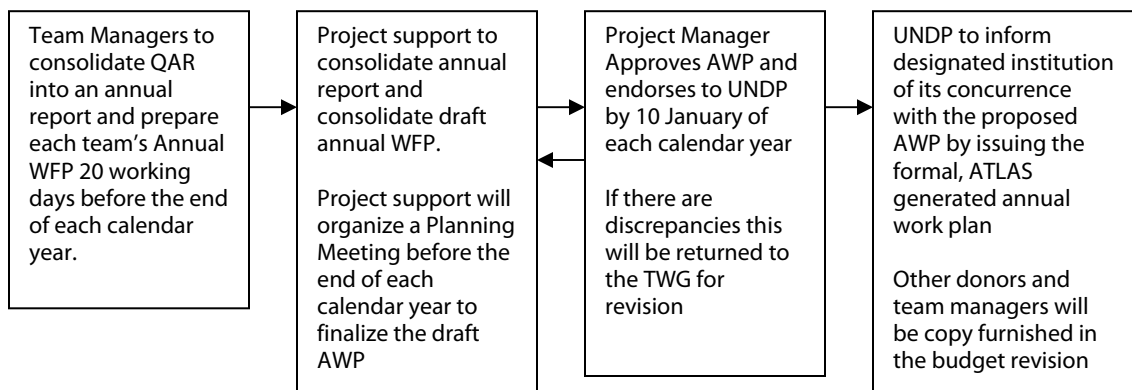 Team Managers to
consolidate QAR
into an annual
report and prepare
each team's Annual
WFP 20 working
days before the end
of each calendar
year.
Project support to
consolidate annual
report and
consolidate draft
annual WFP.
Project support will
organize a Planning
Meeting before the
end of each
calendar year to
finalize the draft
AWP
Project Manager
Approves AWP and
endorses to UNDP
by 10 January of
each calendar year
If there are
discrepancies this
will be returned to
the TWG for
revision
UNDP to inform
designated institution
of its concurrence
with the proposed
AWP by issuing the
formal, ATLAS
generated annual
work plan
Other donors and
team managers will
be copy furnished in
the budget revision